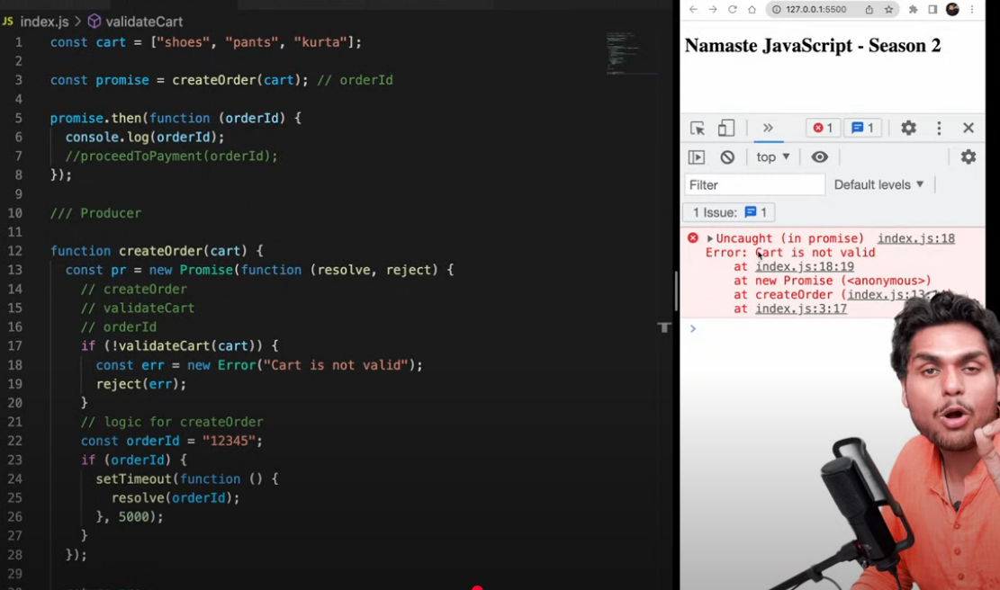 JS index.js > validateCart
1 const cart = ["shoes", "pants", "kurta"];
2
3 const promise = createOrder(cart); // orderId
4
5 promise.then(function (orderId) {
6 console.log(orderId);
7 //proceedToPayment(orderId);
8 });
9
10 /// Producer
11
12 function createOrder(cart) {
13 const pr = new Promise(function (resolve, reject) {
14 // createOrder
15 // validateCart
16 // orderId
17 if (!validateCart(cart)) {
18 const err = new Error("Cart is not valid");
19 reject(err);
20 }
21 // logic for createOrder
22 const orderId = "12345";
23 if (orderId) {
24 setTimeout(function () {
25 resolve(orderId);
26 }, 5000);
27 }
28 });
29
127.0.0.1:5500
Namaste JavaScript - Season 2
1 1
top
Filter Default levels
1 Issue: 1
Uncaught (in promise) index.js:18
Error: Cart is not valid
at index.js:18:19
at new Promise (<anonymous>)
at createOrder (index.js:13:
at index.js:3:17